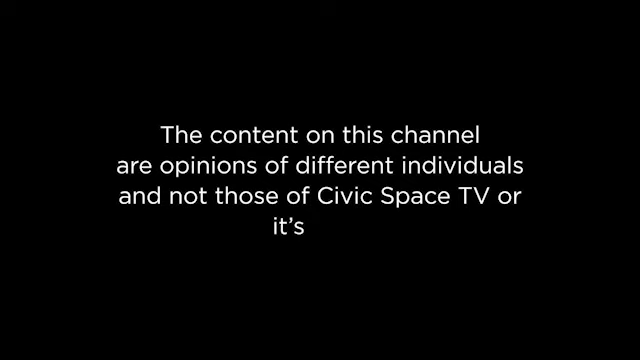 The content on this channel
are opinions of different individuals
and not those of Civic Space TV or
it’s